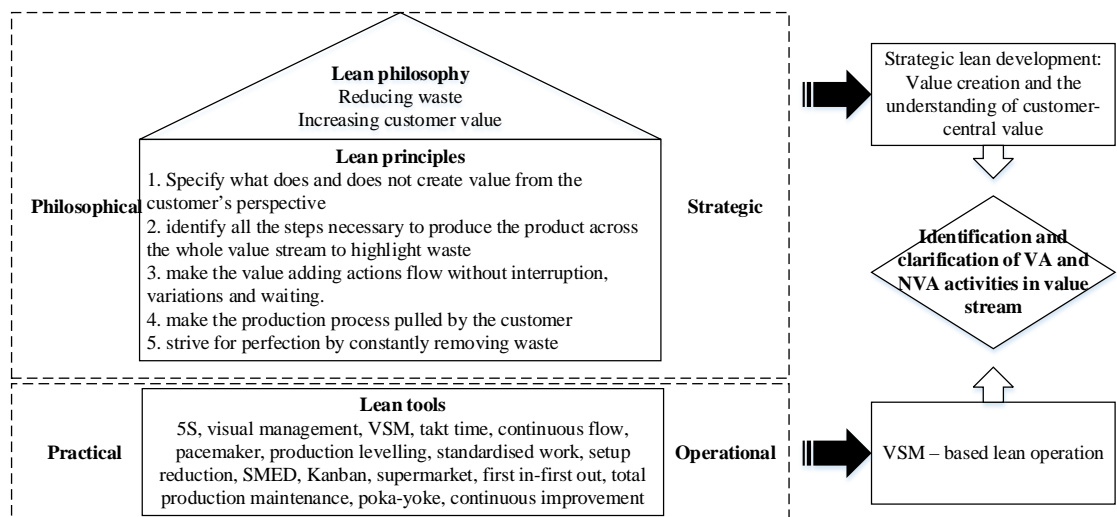 Lean philosophy
Reducing waste
Increasing customer value
Lean principles
1. Specify what does and does not create value from the
customer's perspective
2. identify all the steps necessary to produce the product across
the whole value stream to highlight waste
3. make the value adding actions flow without interruption,
variations and waiting.
4. make the production process pulled by the customer
5. strive for perfection by constantly removing waste
Philosophical
Strategic
Strategic lean development:
Value creation and the
understanding of customer-
central value
Identification and
clarification of VA and
NVA activities in value
stream
Lean tools
5S, visual management, VSM, takt time, continuous flow,
pacemaker, production levelling, standardised work, setup
reduction, SMED, Kanban, supermarket, first in-first out, total
production maintenance, poka-yoke, continuous improvement
Practical
Operational
VSM – based lean operation